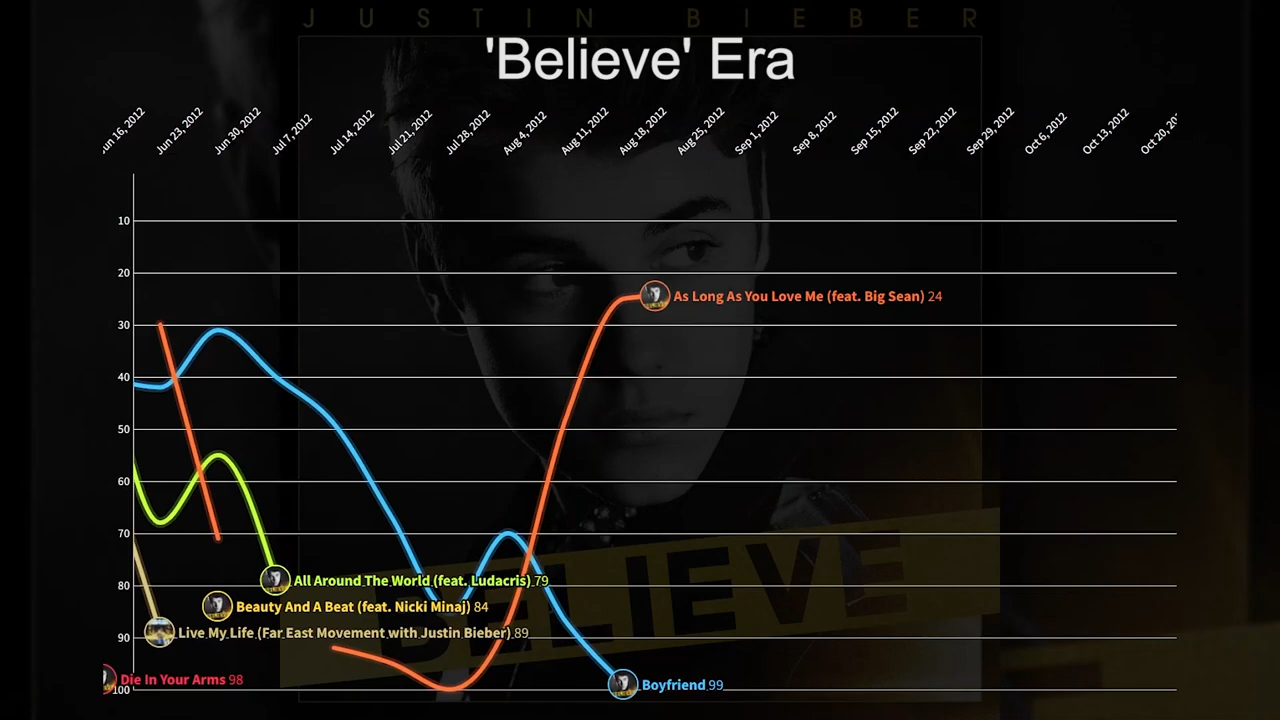 JUSTIN BIEBER
'Believe' Era
un 16, 2012
Jun 23, 2012
Jun 30, 2012
Jul 7, 2012
Jul 14, 2012
Jul 21, 2012
Jul 28, 2012
Aug 4, 2012
Aug 11, 2012
Aug 18, 2012
Aug 25, 2012
Sep 1, 2012
Sep 8, 2012
Sep 15, 2012
Sep 22, 2012
Sep 29, 2012
Oct 6, 2012
Oct 13, 2012
Oct 20, 20
10
20
As Long As You Love Me (feat. Big Sean) 24
30
40
50
60
70
All Around The World (feat. Ludacris) 79
80
Beauty And A Beat (feat. Nicki Minaj) 84
BELIEVE
Live My Life (Far East Movement with Justin Bieber) 89
90
Die In Your Arms 98
Boyfriend 99
100